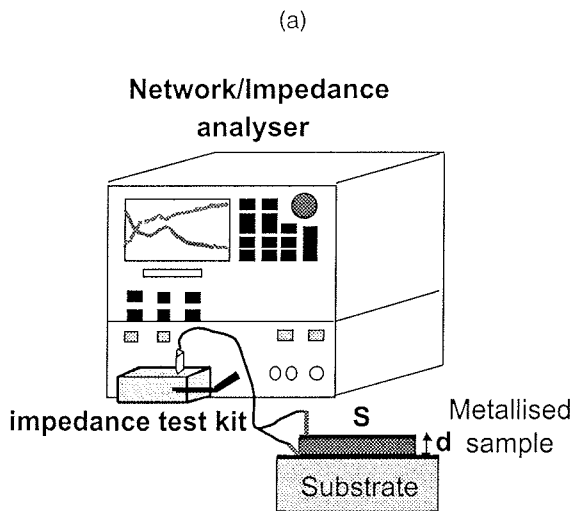 (a)
Network/Impedance
analyser
impedance test kit
S
Metallised
d sample
Substrate